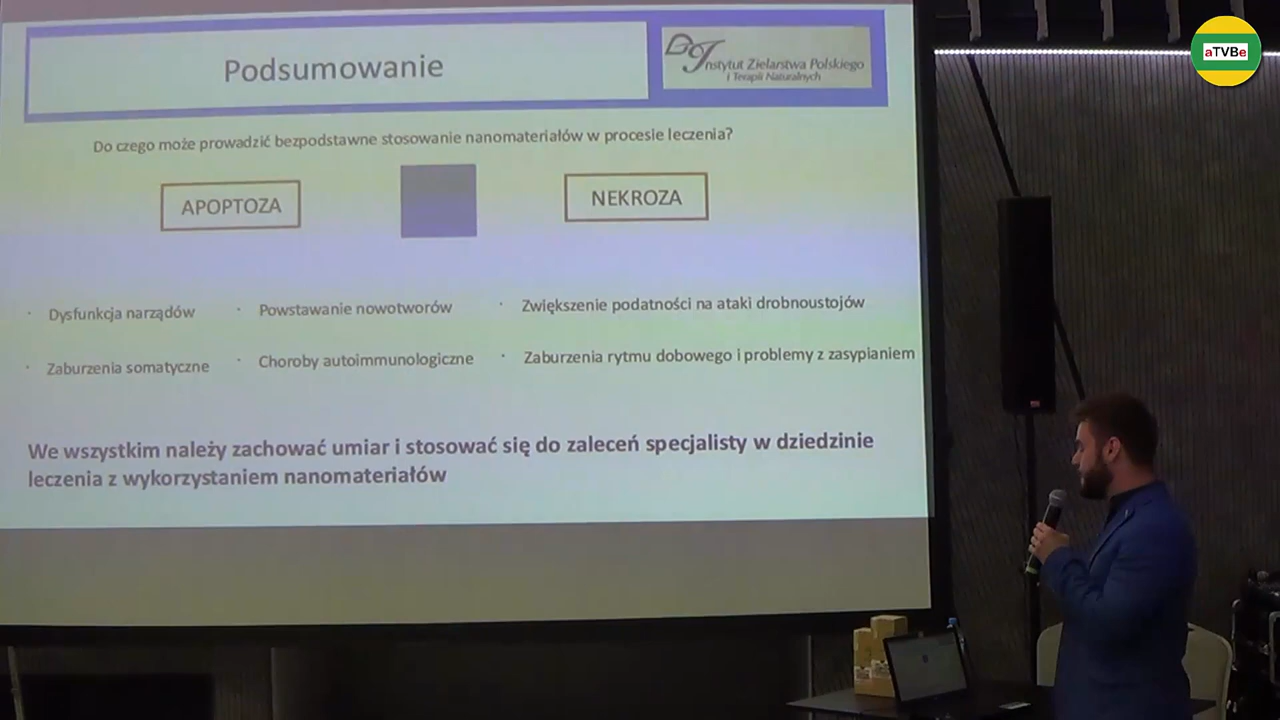 Podsumowanie
Instytut Zielarstwa Polskiego
i Terapii Naturalnych
aTVBe
Do czego może prowadzić bezpodstawne stosowanie nanomateriałów w procesie leczenia?
APOPTOZA
NEKROZA
· Dysfunkcja narządów
· Powstawanie nowotworów
· Zwiększenie podatności na ataki drobnoustojów
· Zaburzenia somatyczne
· Choroby autoimmunologiczne
· Zaburzenia rytmu dobowego i problemy z zasypianiem
We wszystkim należy zachować umiar i stosować się do zaleceń specjalisty w dziedzinie
leczenia z wykorzystaniem nanomateriałów